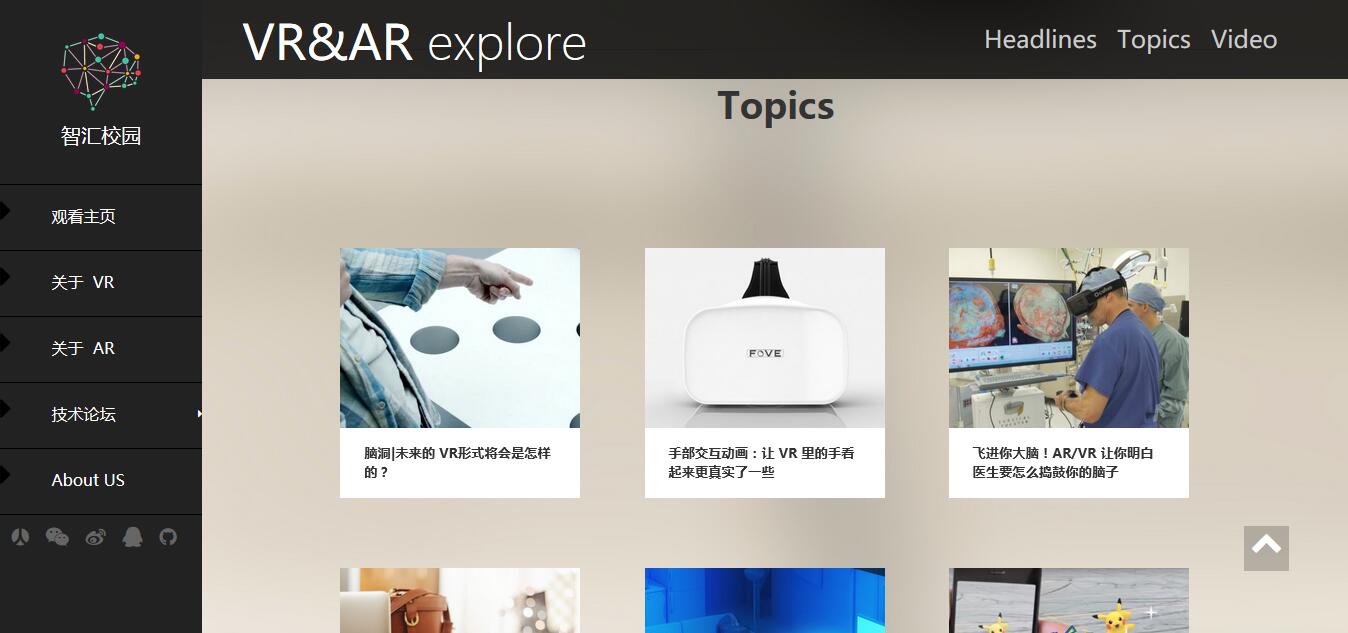 智汇校园
观看主页
关于 VR
关于 AR
技术论坛
About US
VR&AR explore
Headlines Topics Video
Topics
FOVE
Oculus
脑洞|未来的 VR形式将会是怎样
的？
手部交互动画：让 VR 里的手看
起来更真实了一些
飞进你大脑！AR/VR 让你明白
医生要怎么捣鼓你的脑子